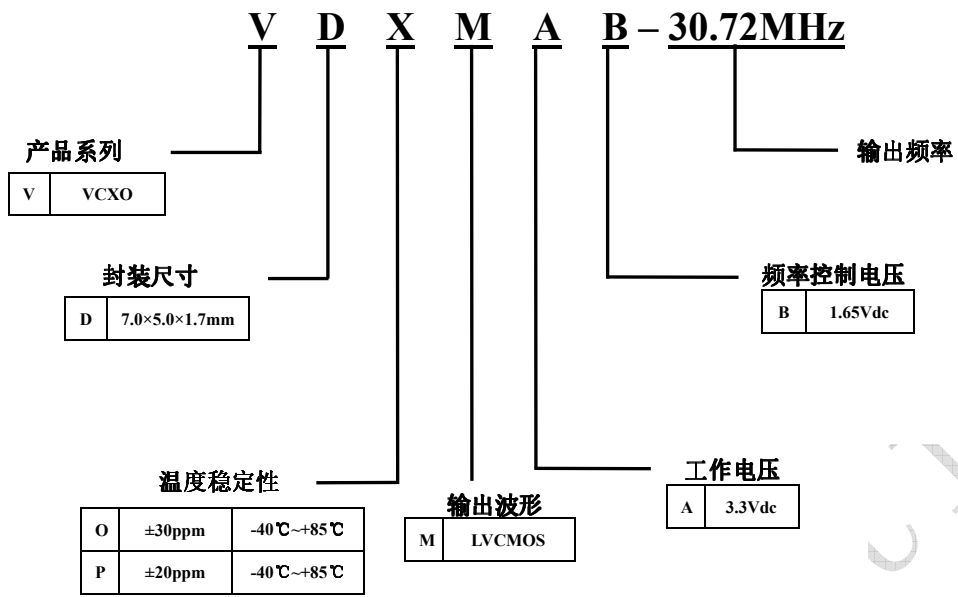 V D X M A B – 30.72MHz
产品系列
V VCXO
输出频率
封装尺寸
D 7.0×5.0×1.7mm
频率控制电压
B 1.65Vdc
温度稳定性
O ±30ppm -40℃~+85℃
P ±20ppm -40℃~+85℃
输出波形
M LVCMOS
工作电压
A 3.3Vdc